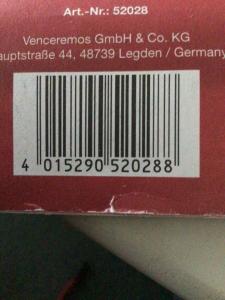 Art.-Nr.: 52028
Venceremos GmbH & Co. KG
auptstraße 44, 48739 Legden / Germany
4 015290 520288